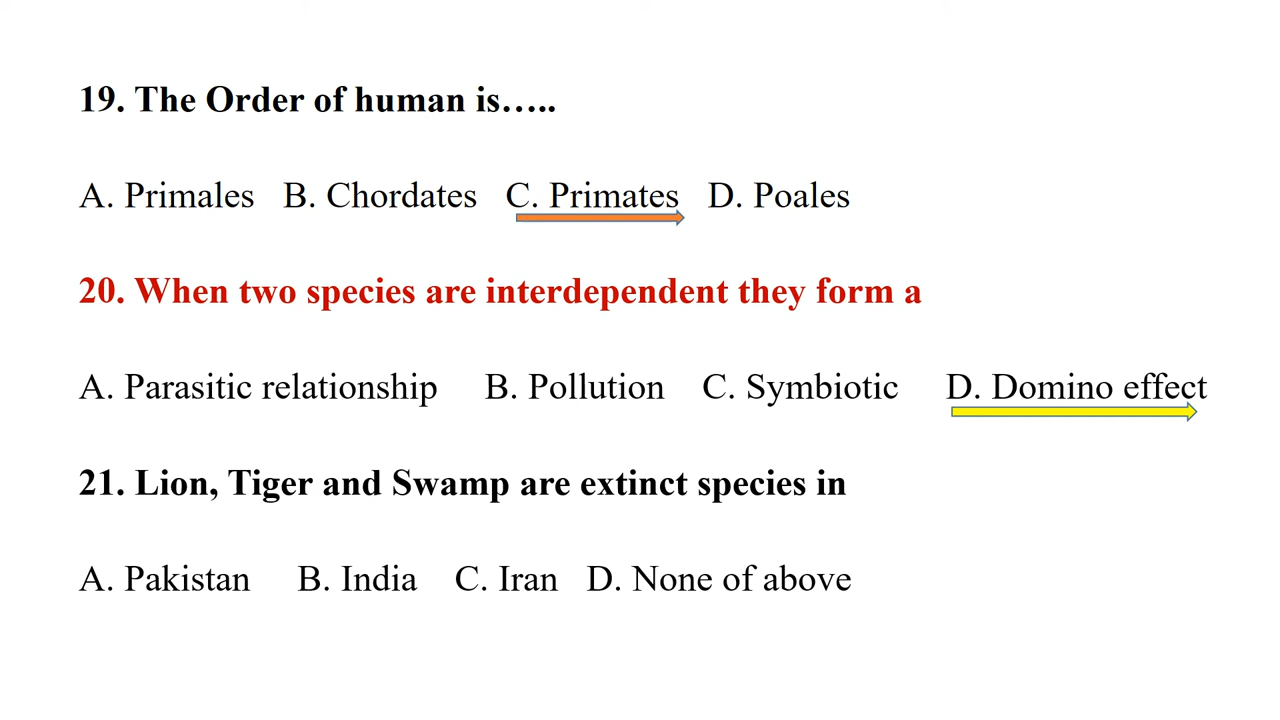 19. The Order of human is…..
A. Primales B. Chordates C. Primates D. Poales
20. When two species are interdependent they form a
A. Parasitic relationship B. Pollution C. Symbiotic D. Domino effect
21. Lion, Tiger and Swamp are extinct species in
A. Pakistan B. India C. Iran D. None of above